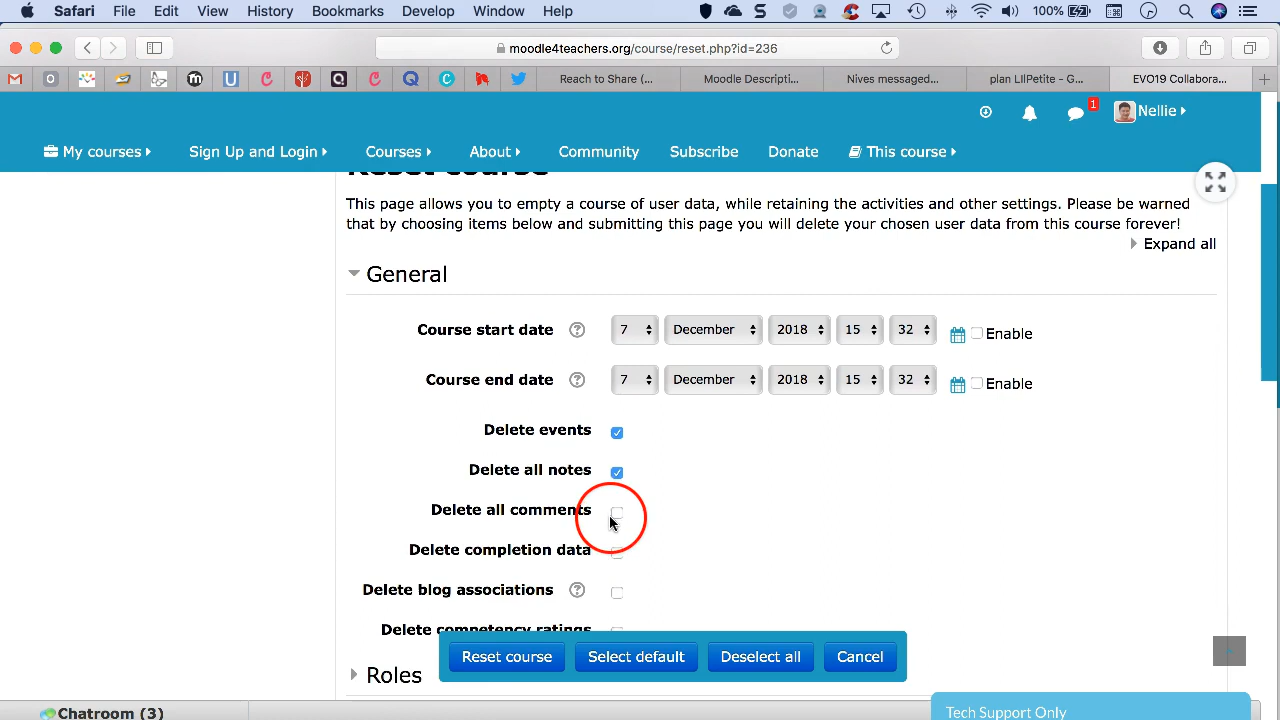 Safari File Edit View History Bookmarks Develop Window Help 100%
moodle4teachers.org/course/reset.php?id=236
Reach to Share (... Moodle Descripti... Nives messaged... plan LIIPeIte - G... EVO19 Collabora...
1
Nellie
My courses Sign Up and Login Courses About Community Subscribe Donate This course
Reset course
This page allows you to empty a course of user data, while retaining the activities and other settings. Please be warned
that by choosing items below and submitting this page you will delete your chosen user data from this course forever!
Expand all
General
Course start date ? 7 December 2018 15 32 Enable
Course end date ? 7 December 2018 15 32 Enable
Delete events
Delete all notes
Delete all comments
Delete completion data
Delete blog associations ?
Delete competency ratings
Reset course Select default Deselect all Cancel
Roles
Chatroom (3)
Tech Support Only